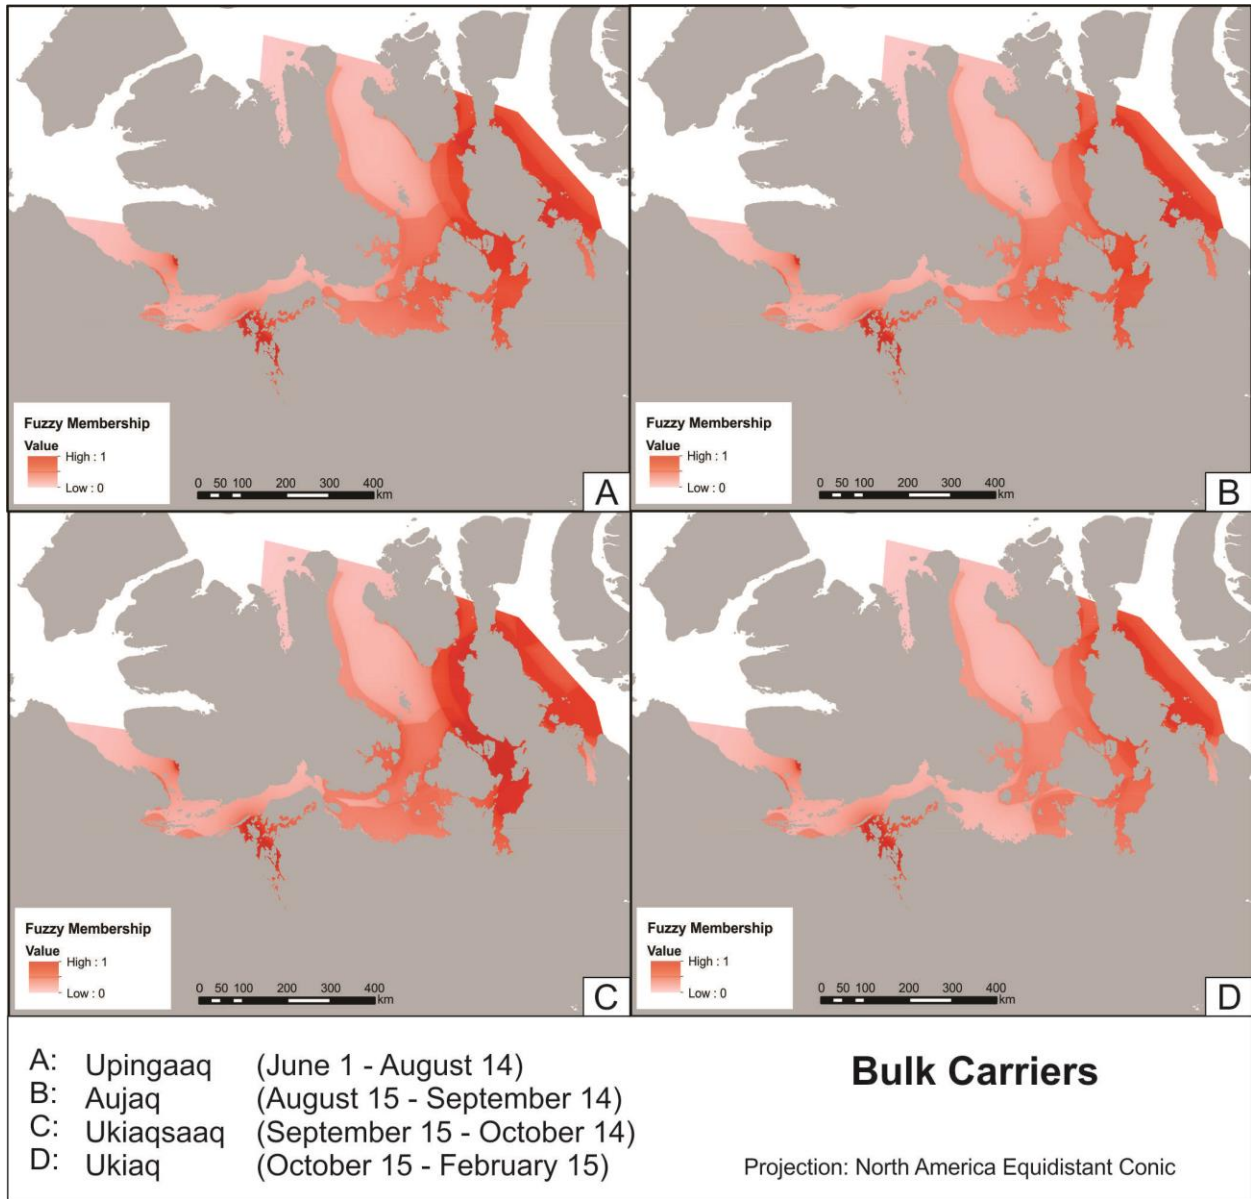 Fuzzy Membership
Value
High : 1
Low : 0
0 50 100 200 300 400
km
A
Fuzzy Membership
Value
High : 1
Low : 0
0 50 100 200 300 400
km
B
Fuzzy Membership
Value
High : 1
Low : 0
0 50 100 200 300 400
km
C
Fuzzy Membership
Value
High : 1
Low : 0
0 50 100 200 300 400
km
D
A: Upingaaq (June 1 - August 14)
B: Aujaq (August 15 - September 14)
C: Ukiaqsaaq (September 15 - October 14)
D: Ukiaq (October 15 - February 15)
Bulk Carriers
Projection: North America Equidistant Conic